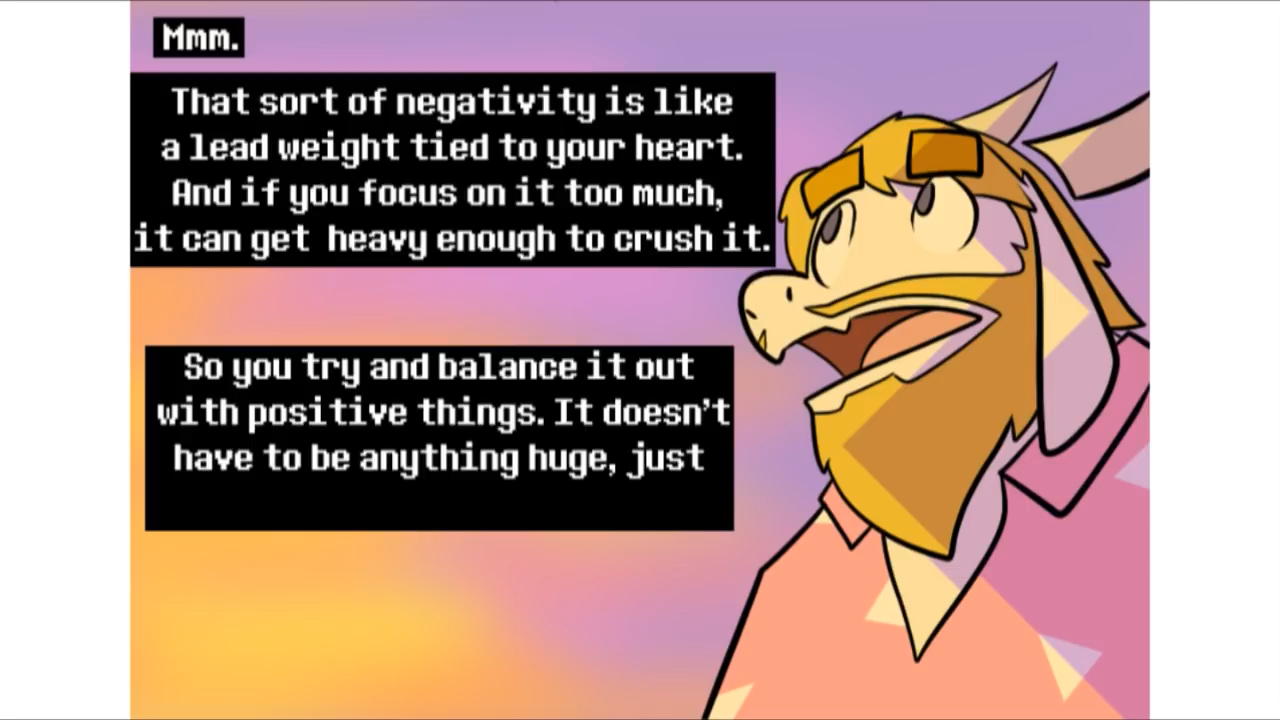 Mmm.
That sort of negativity is like
a lead weight tied to your heart.
And if you focus on it too much,
it can get  heavy enough to crush it.
So you try and balance it out
with positive things. It doesn't
have to be anything huge, just